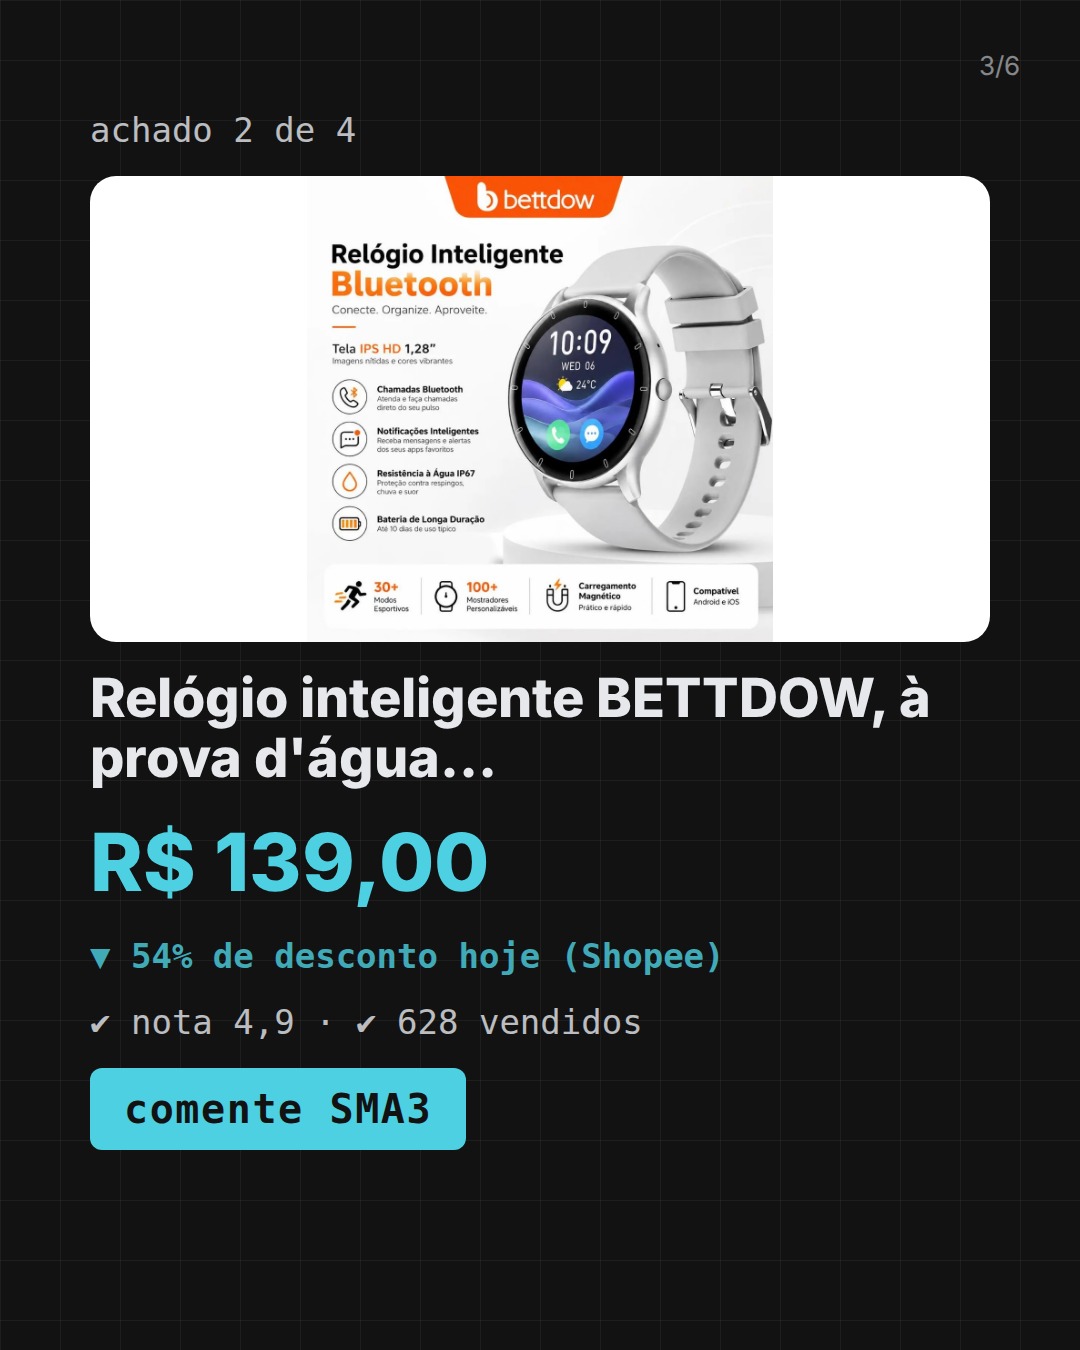 3/6
achado 2 de 4
bettdow
Relógio Inteligente
Bluetooth
Conecte. Organize. Aproveite.
Tela IPS HD 1,28"
Imagens nítidas e cores vibrantes
Chamadas Bluetooth
Atenda e faça chamadas
direto do seu pulso
Notificações Inteligentes
Receba mensagens e alertas
dos seus apps favoritos
Resistência à Água IP67
Proteção contra respingos,
chuva e suor
Bateria de Longa Duração
Até 10 dias de uso típico
10:09
WED 06
24°C
30+
Modos
Esportivos
100+
Mostradores
Personalizáveis
Carregamento
Magnético
Prático e rápido
Compatível
Android e iOS
Relógio inteligente BETTDOW, à
prova d'água...
R$ 139,00
▼ 54% de desconto hoje (Shopee)
✔ nota 4,9 · ✔ 628 vendidos
comente SMA3